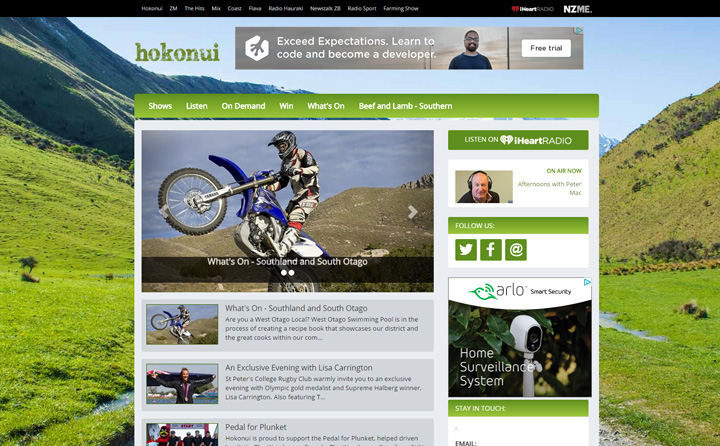 Hokonui ZM The Hits Mix Coast Flava Radio Hauraki Newstalk ZB Radio Sport Farming Show
iHeartRADIO NZME.
hokonui
Exceed Expectations. Learn to
code and become a developer.
Free trial
Shows Listen On Demand Win What's On Beef and Lamb - Southern
What's On - Southland and South Otago
What's On - Southland and South Otago
Are you a West Otago Local? West Otago Swimming Pool is in the
process of creating a recipe book that showcases our district and
the great cooks within our com...
An Exclusive Evening with Lisa Carrington
St Peter's College Rugby Club warmly invite you to an exclusive
evening with Olympic gold medalist and Supreme Halberg winner,
Lisa Carrington. Also featuring T...
Pedal for Plunket
Hokonui is proud to support the Pedal for Plunket, helped driven
LISTEN ON iHeartRADIO
ON AIR NOW
Afternoons with Peter
Mac
FOLLOW US:
arlo Smart Security
Home
Surveillance
System
STAY IN TOUCH:
EMAIL: